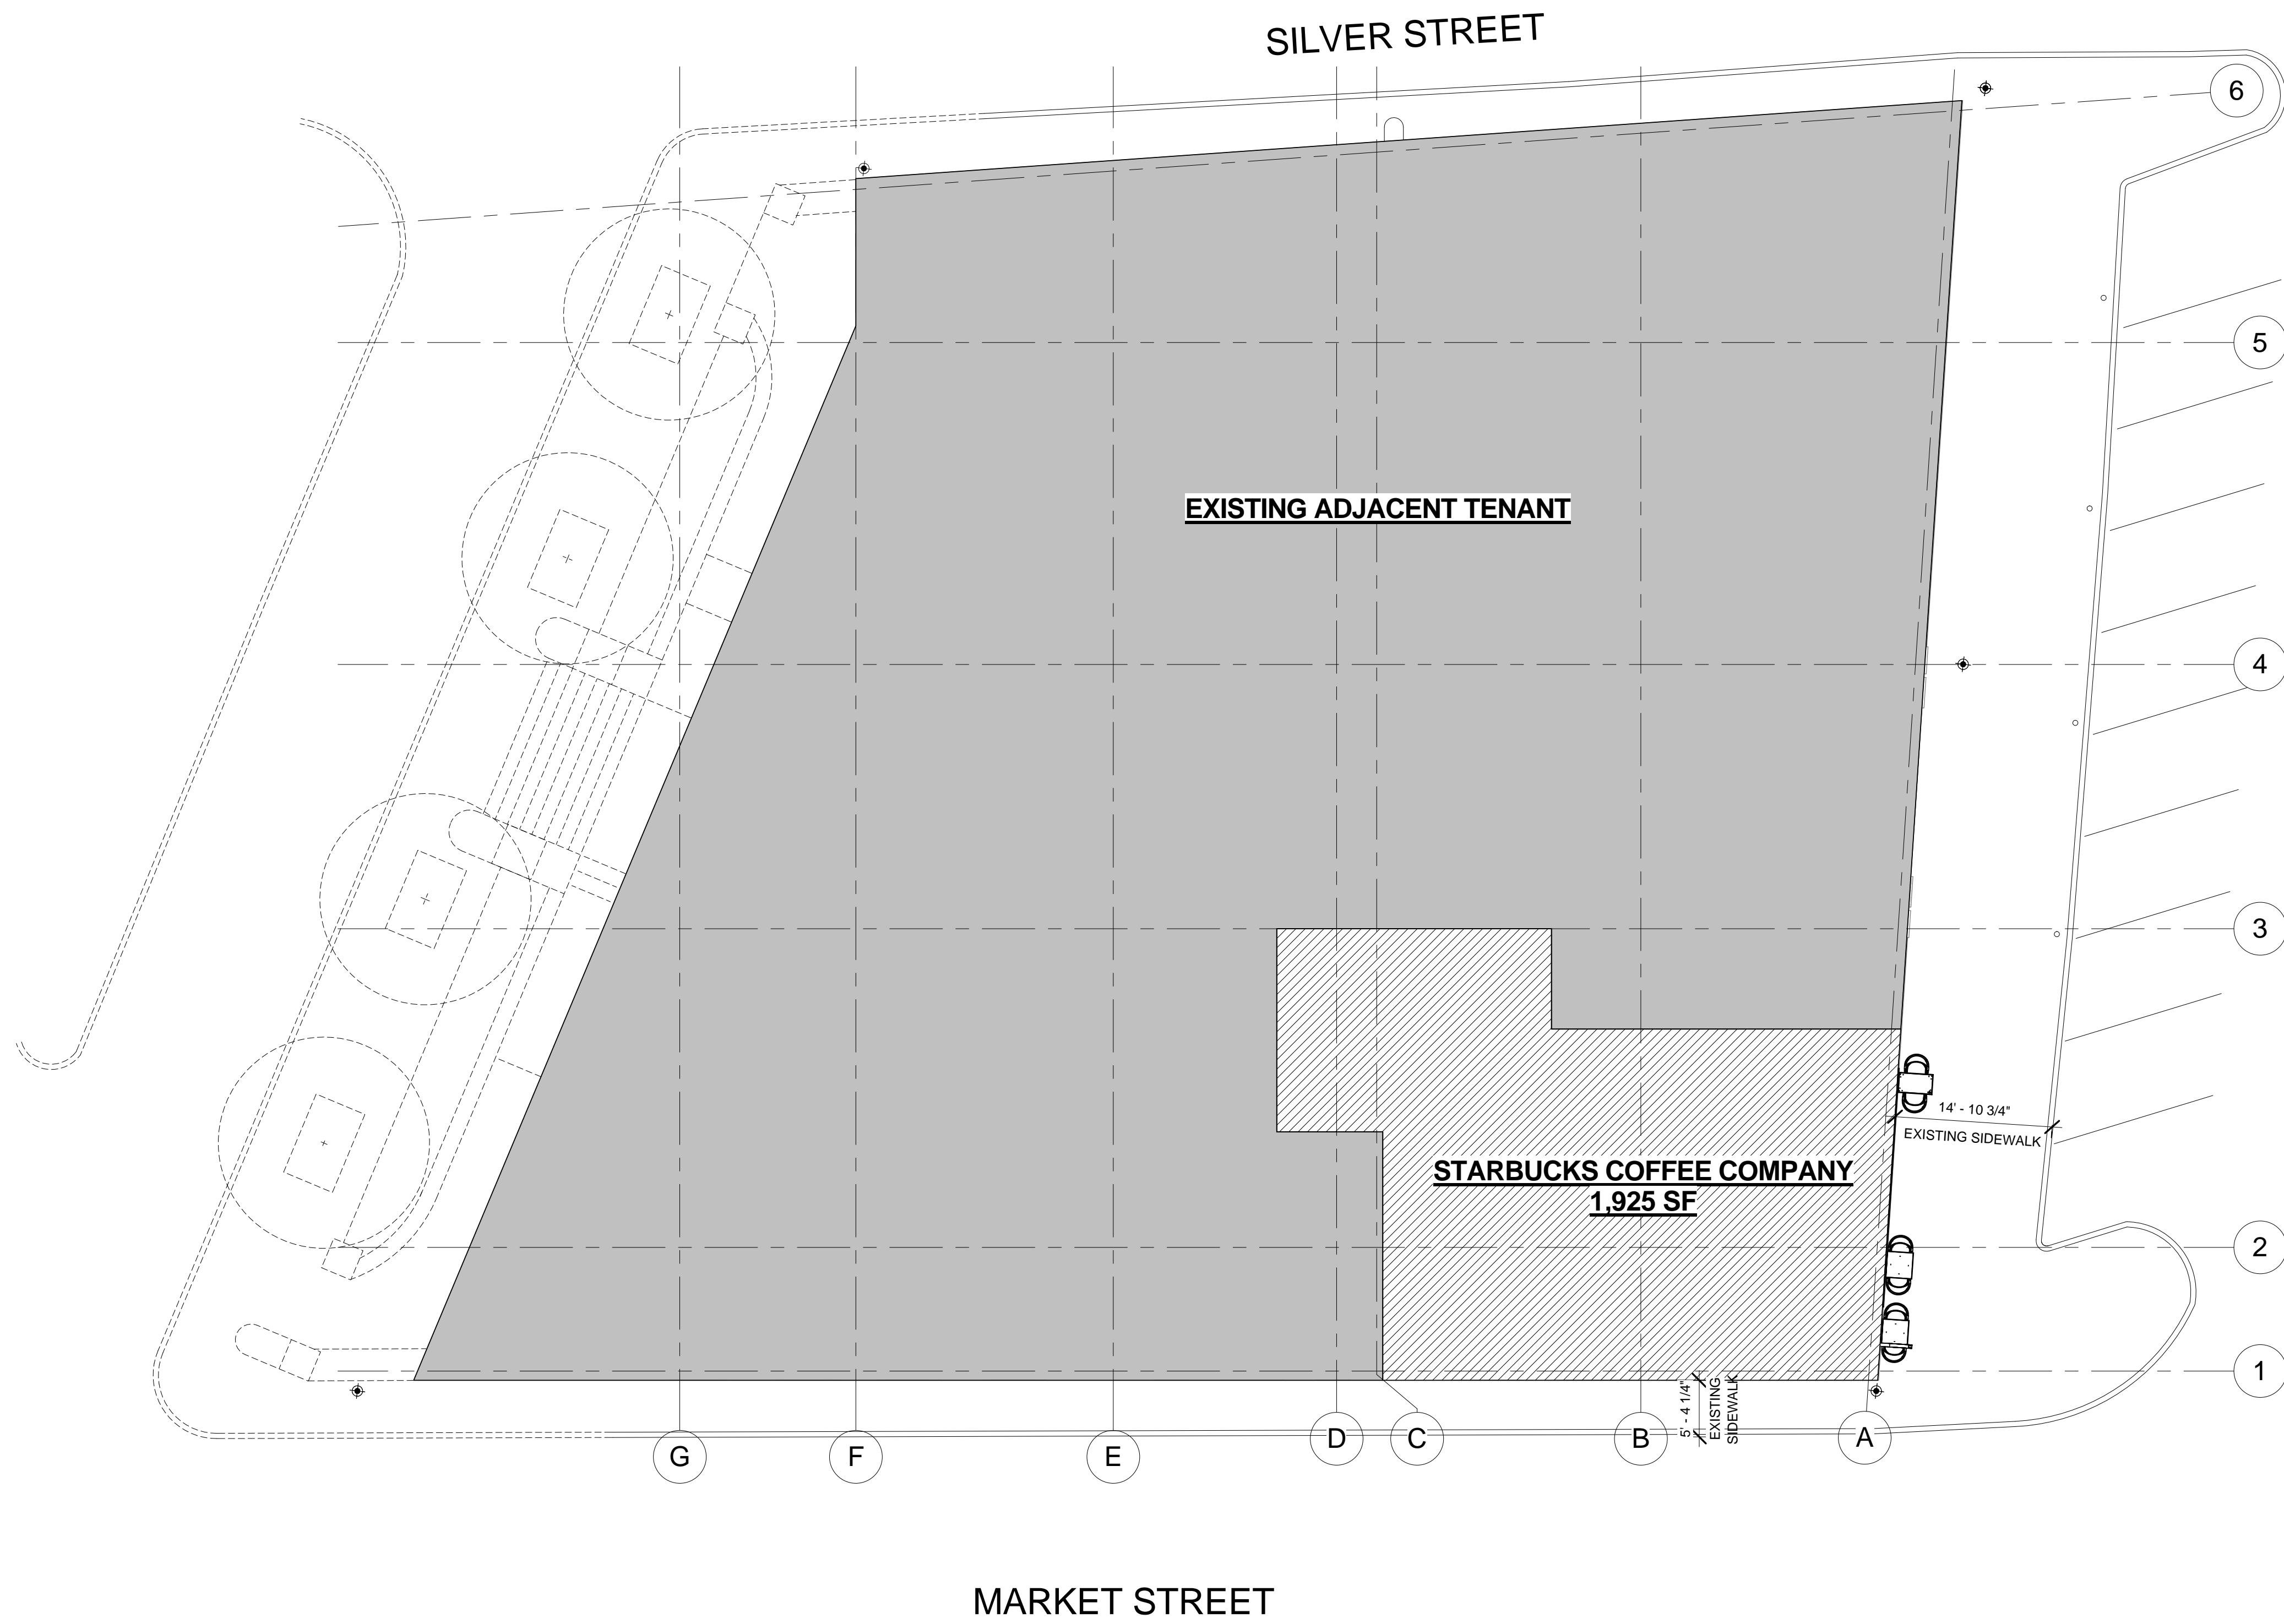 SILVER STREET
6
5
EXISTING ADJACENT TENANT
4
3
14' - 10 3/4"
EXISTING SIDEWALK
STARBUCKS COFFEE COMPANY
1,925 SF
2
1
5' - 4 1/4"
EXISTING
SIDEWALK
G
F
E
D
C
B
A
MARKET STREET